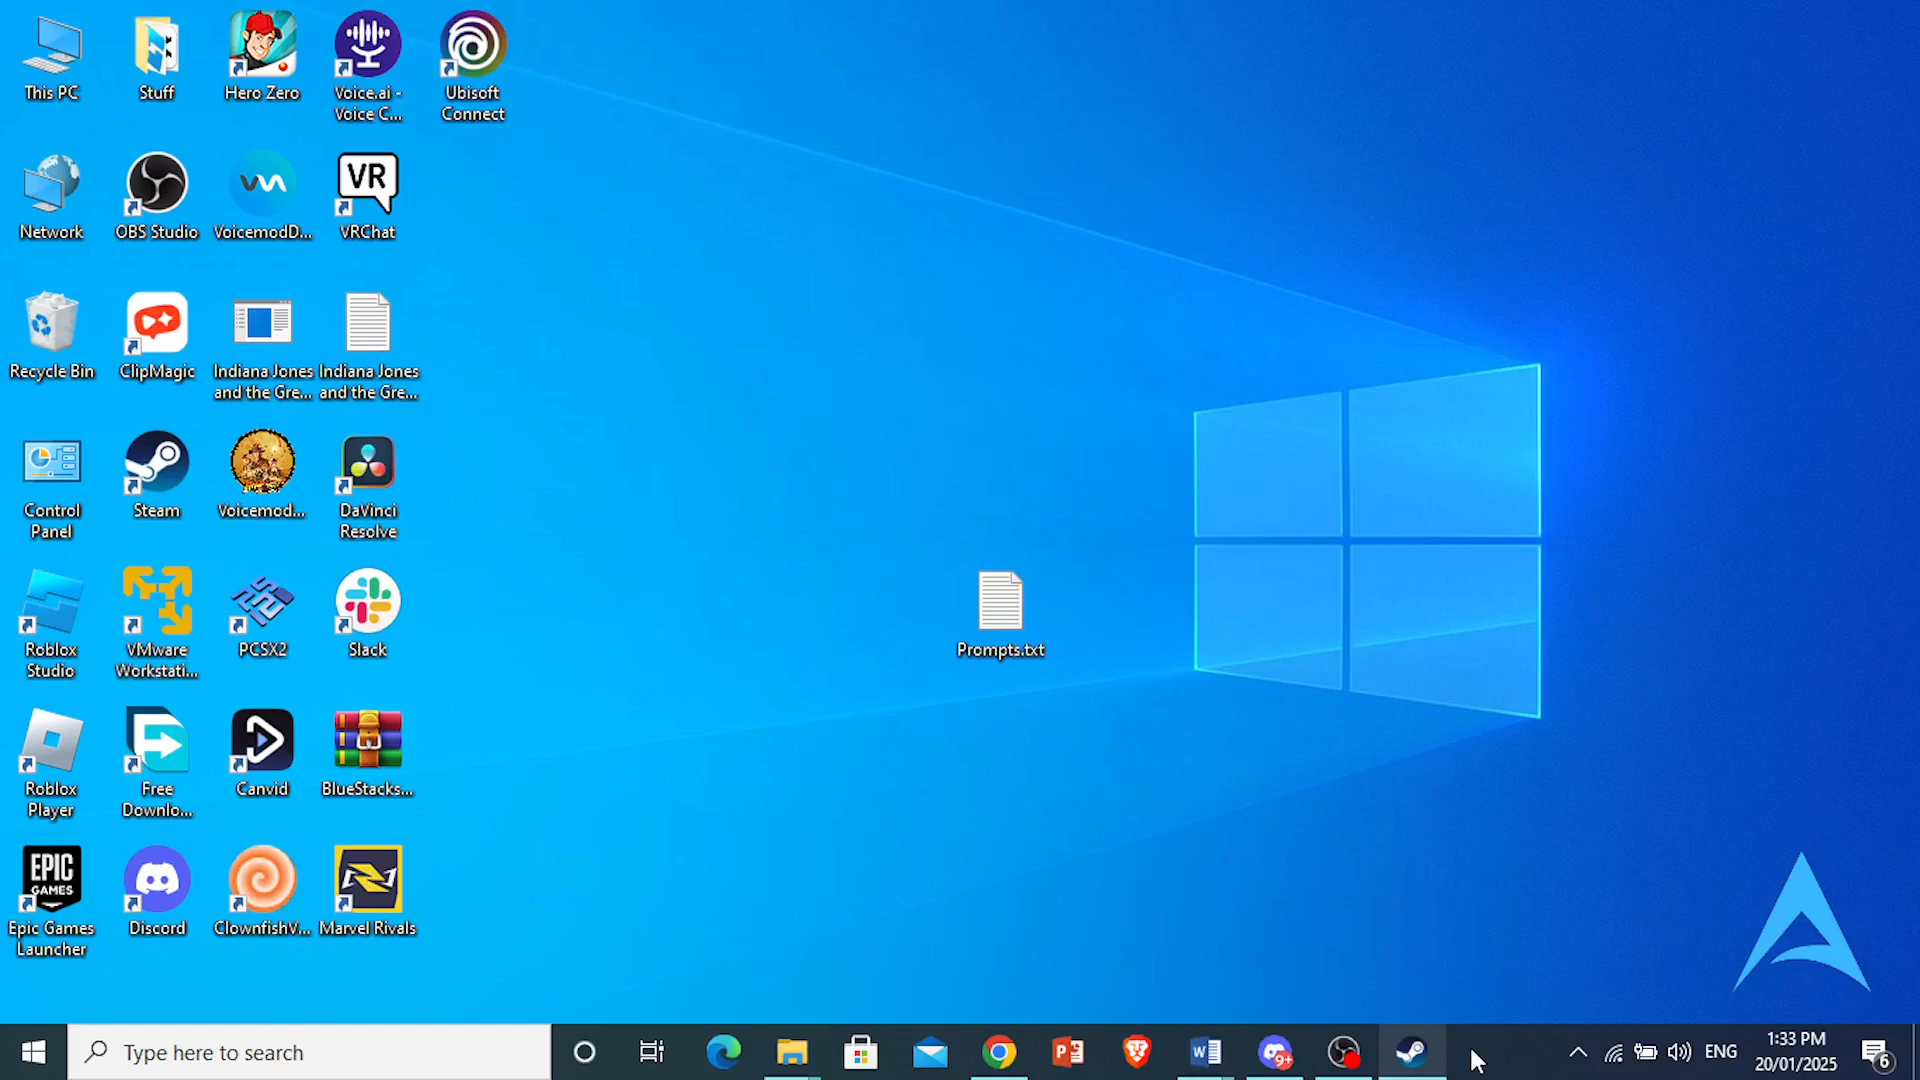 This PC
Stuff
Hero Zero
Voice.ai -
Voice C...
Ubisoft
Connect
Network
OBS Studio
VoicemodD...
VR
VRChat
Recycle Bin
ClipMagic
Indiana Jones
and the Gre...
Indiana Jones
and the Gre...
Control
Panel
Steam
Voicemod...
DaVinci
Resolve
Roblox
Studio
VMware
Workstati...
PCSX2
Slack
Prompts.txt
Roblox
Player
Free
Downlo...
Canvid
BlueStacks...
EPIC
GAMES
Epic Games
Launcher
Discord
ClownfishV...
Marvel Rivals
Type here to search
9+
ENG
1:33 PM
20/01/2025
6